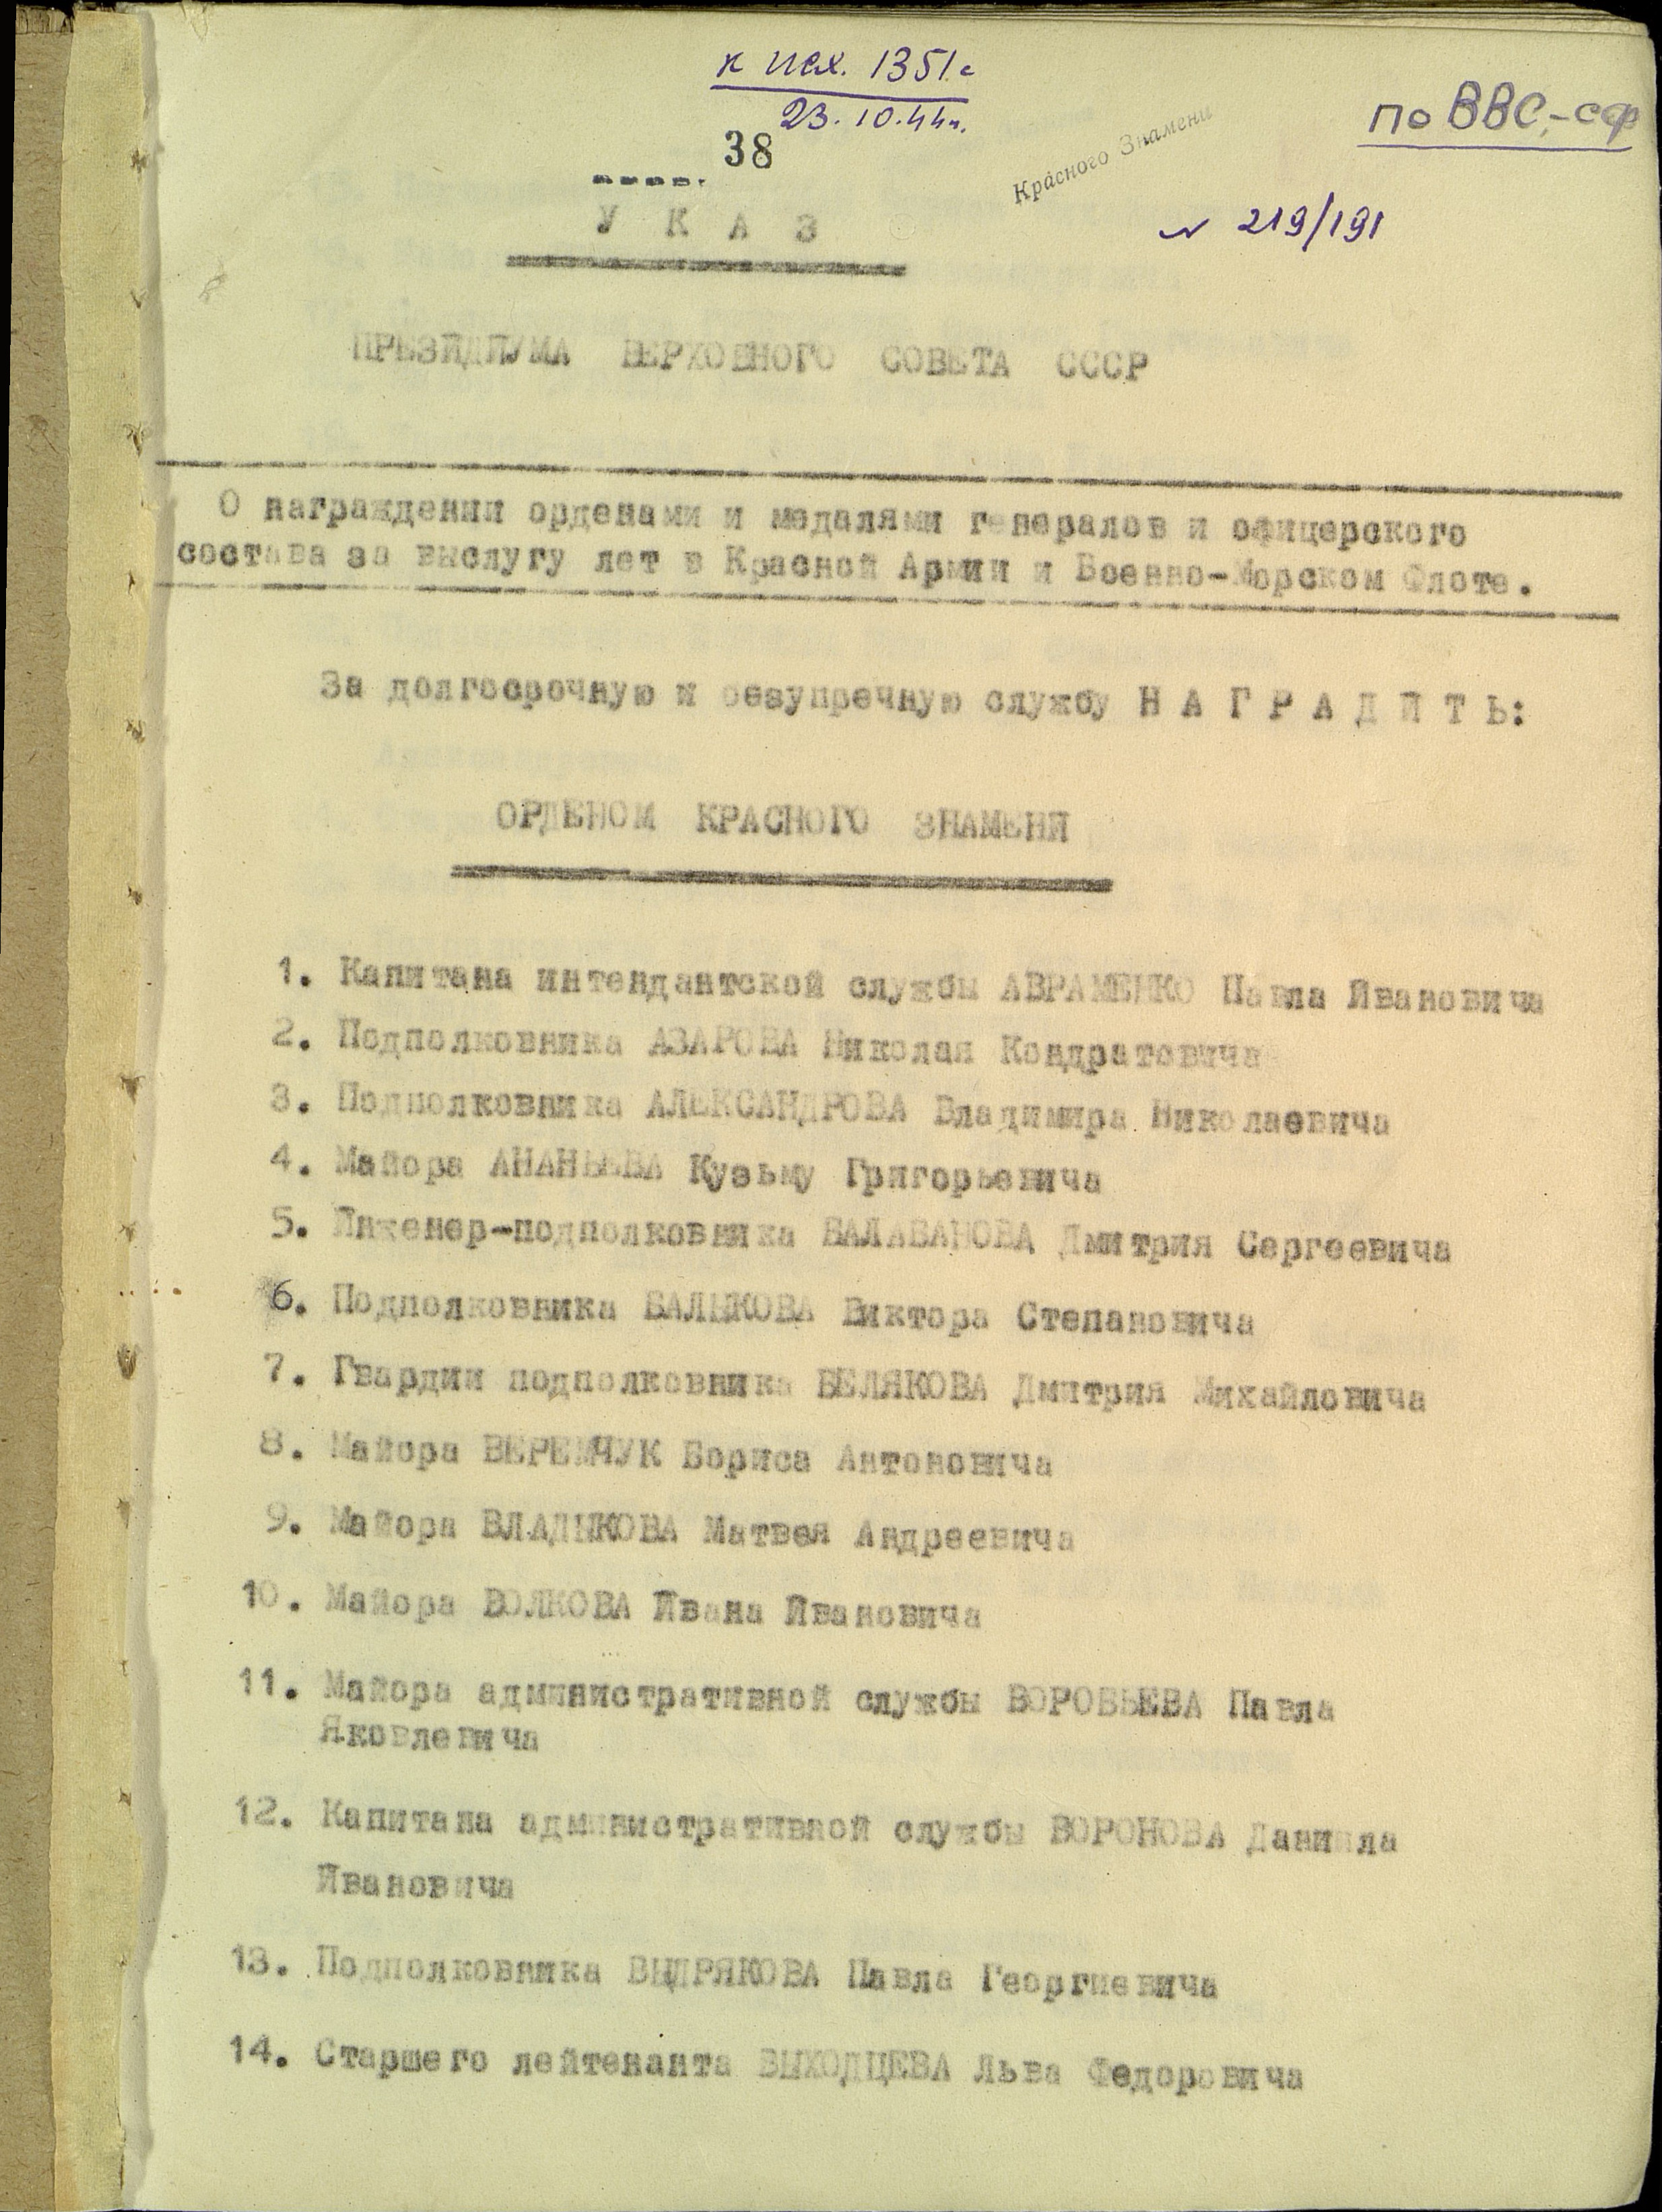 к исх. 1351с
23.10.44г.
по ВВС-СФ
38
Красного Знамени
№ 219/191
У К А З
ПРЕЗИДИУМА ВЕРХОВНОГО СОВЕТА СССР
О награждении орденами и медалями генералов и офицерского
состава за выслугу лет в Красной Армии и Военно-Морском Флоте.
За долгосрочную и безупречную службу Н А Г Р А Д И Т Ь:
ОРДЕНОМ КРАСНОГО ЗНАМЕНИ
1. Капитана интендантской службы АВРАМЕНКО Павла Ивановича
2. Подполковника АЗАРОВА Николая Кондратовича
3. Подполковника АЛЕКСАНДРОВА Владимира Николаевича
4. Майора АНАНЬЕВА Кузьму Григорьевича
5. Инженер-подполковника БАЛАБАНОВА Дмитрия Сергеевича
6. Подполковника БАЛЫКОВА Виктора Степановича
7. Гвардии подполковника БЕЛЯКОВА Дмитрия Михайловича
8. Майора ВЕРЕМЧУК Бориса Антоновича
9. Майора ВЛАДЫКОВА Матвея Андреевича
10. Майора ВОЛКОВА Ивана Ивановича
11. Майора административной службы ВОРОБЬЕВА Павла
Яковлевича
12. Капитана административной службы ВОРОНОВА Даниила
Ивановича
13. Подполковника ВЫДРЯКОВА Павла Георгиевича
14. Старшего лейтенанта ВЫХОДЦЕВА Льва Федоровича